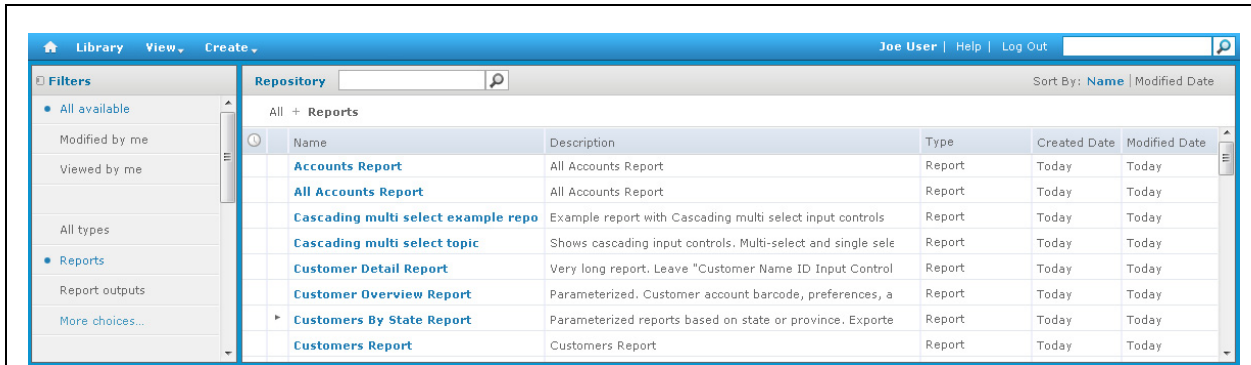 Library View Create Joe User | Help | Log Out
Filters
All available
Modified by me
Viewed by me
All types
Reports
Report outputs
More choices...
Repository Sort By: Name | Modified Date
All + Reports
Name Description Type Created Date Modified Date
Accounts Report All Accounts Report Report Today Today
All Accounts Report All Accounts Report Report Today Today
Cascading multi select example repo Example report with Cascading multi select input controls Report Today Today
Cascading multi select topic Shows cascading input controls. Multi-select and single sele Report Today Today
Customer Detail Report Very long report. Leave "Customer Name ID Input Control Report Today Today
Customer Overview Report Parameterized. Customer account barcode, preferences, a Report Today Today
Customers By State Report Parameterized reports based on state or province. Exporte Report Today Today
Customers Report Customers Report Report Today Today